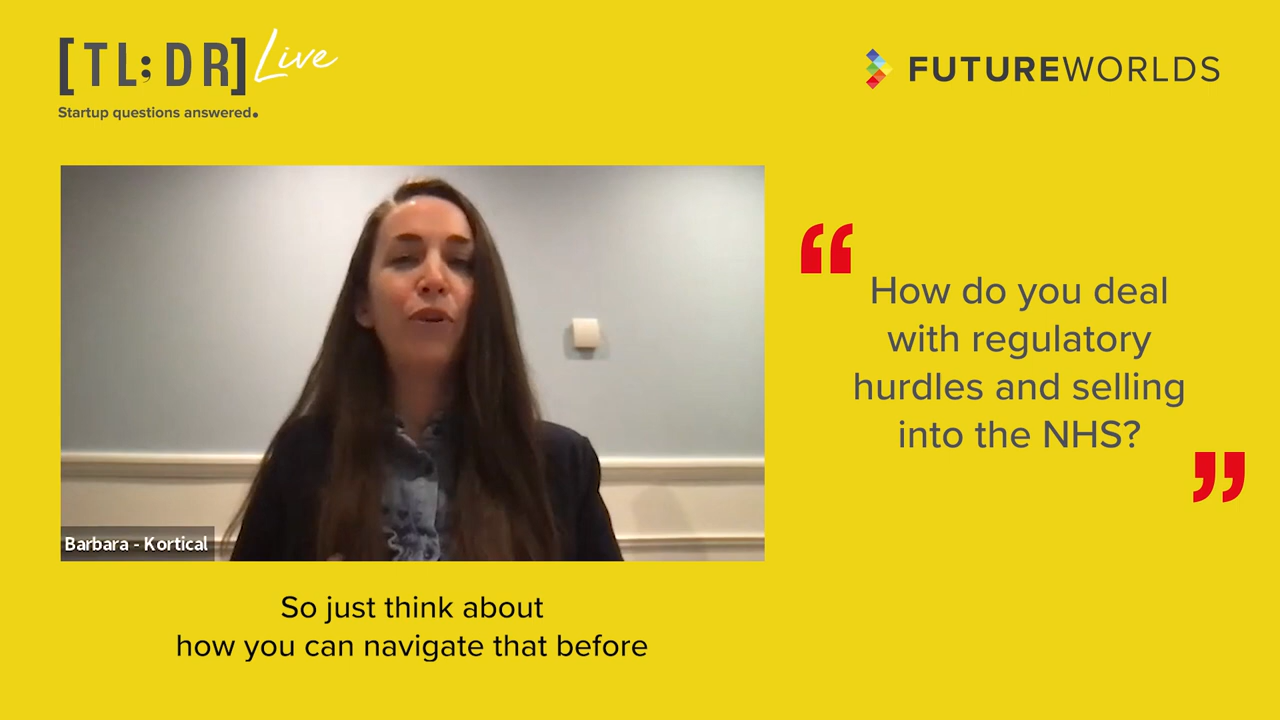 [TL;DR] Live
Startup questions answered.
FUTUREWORLDS
“
How do you deal
with regulatory
hurdles and selling
into the NHS?
”
Barbara - Kortical
So just think about
how you can navigate that before